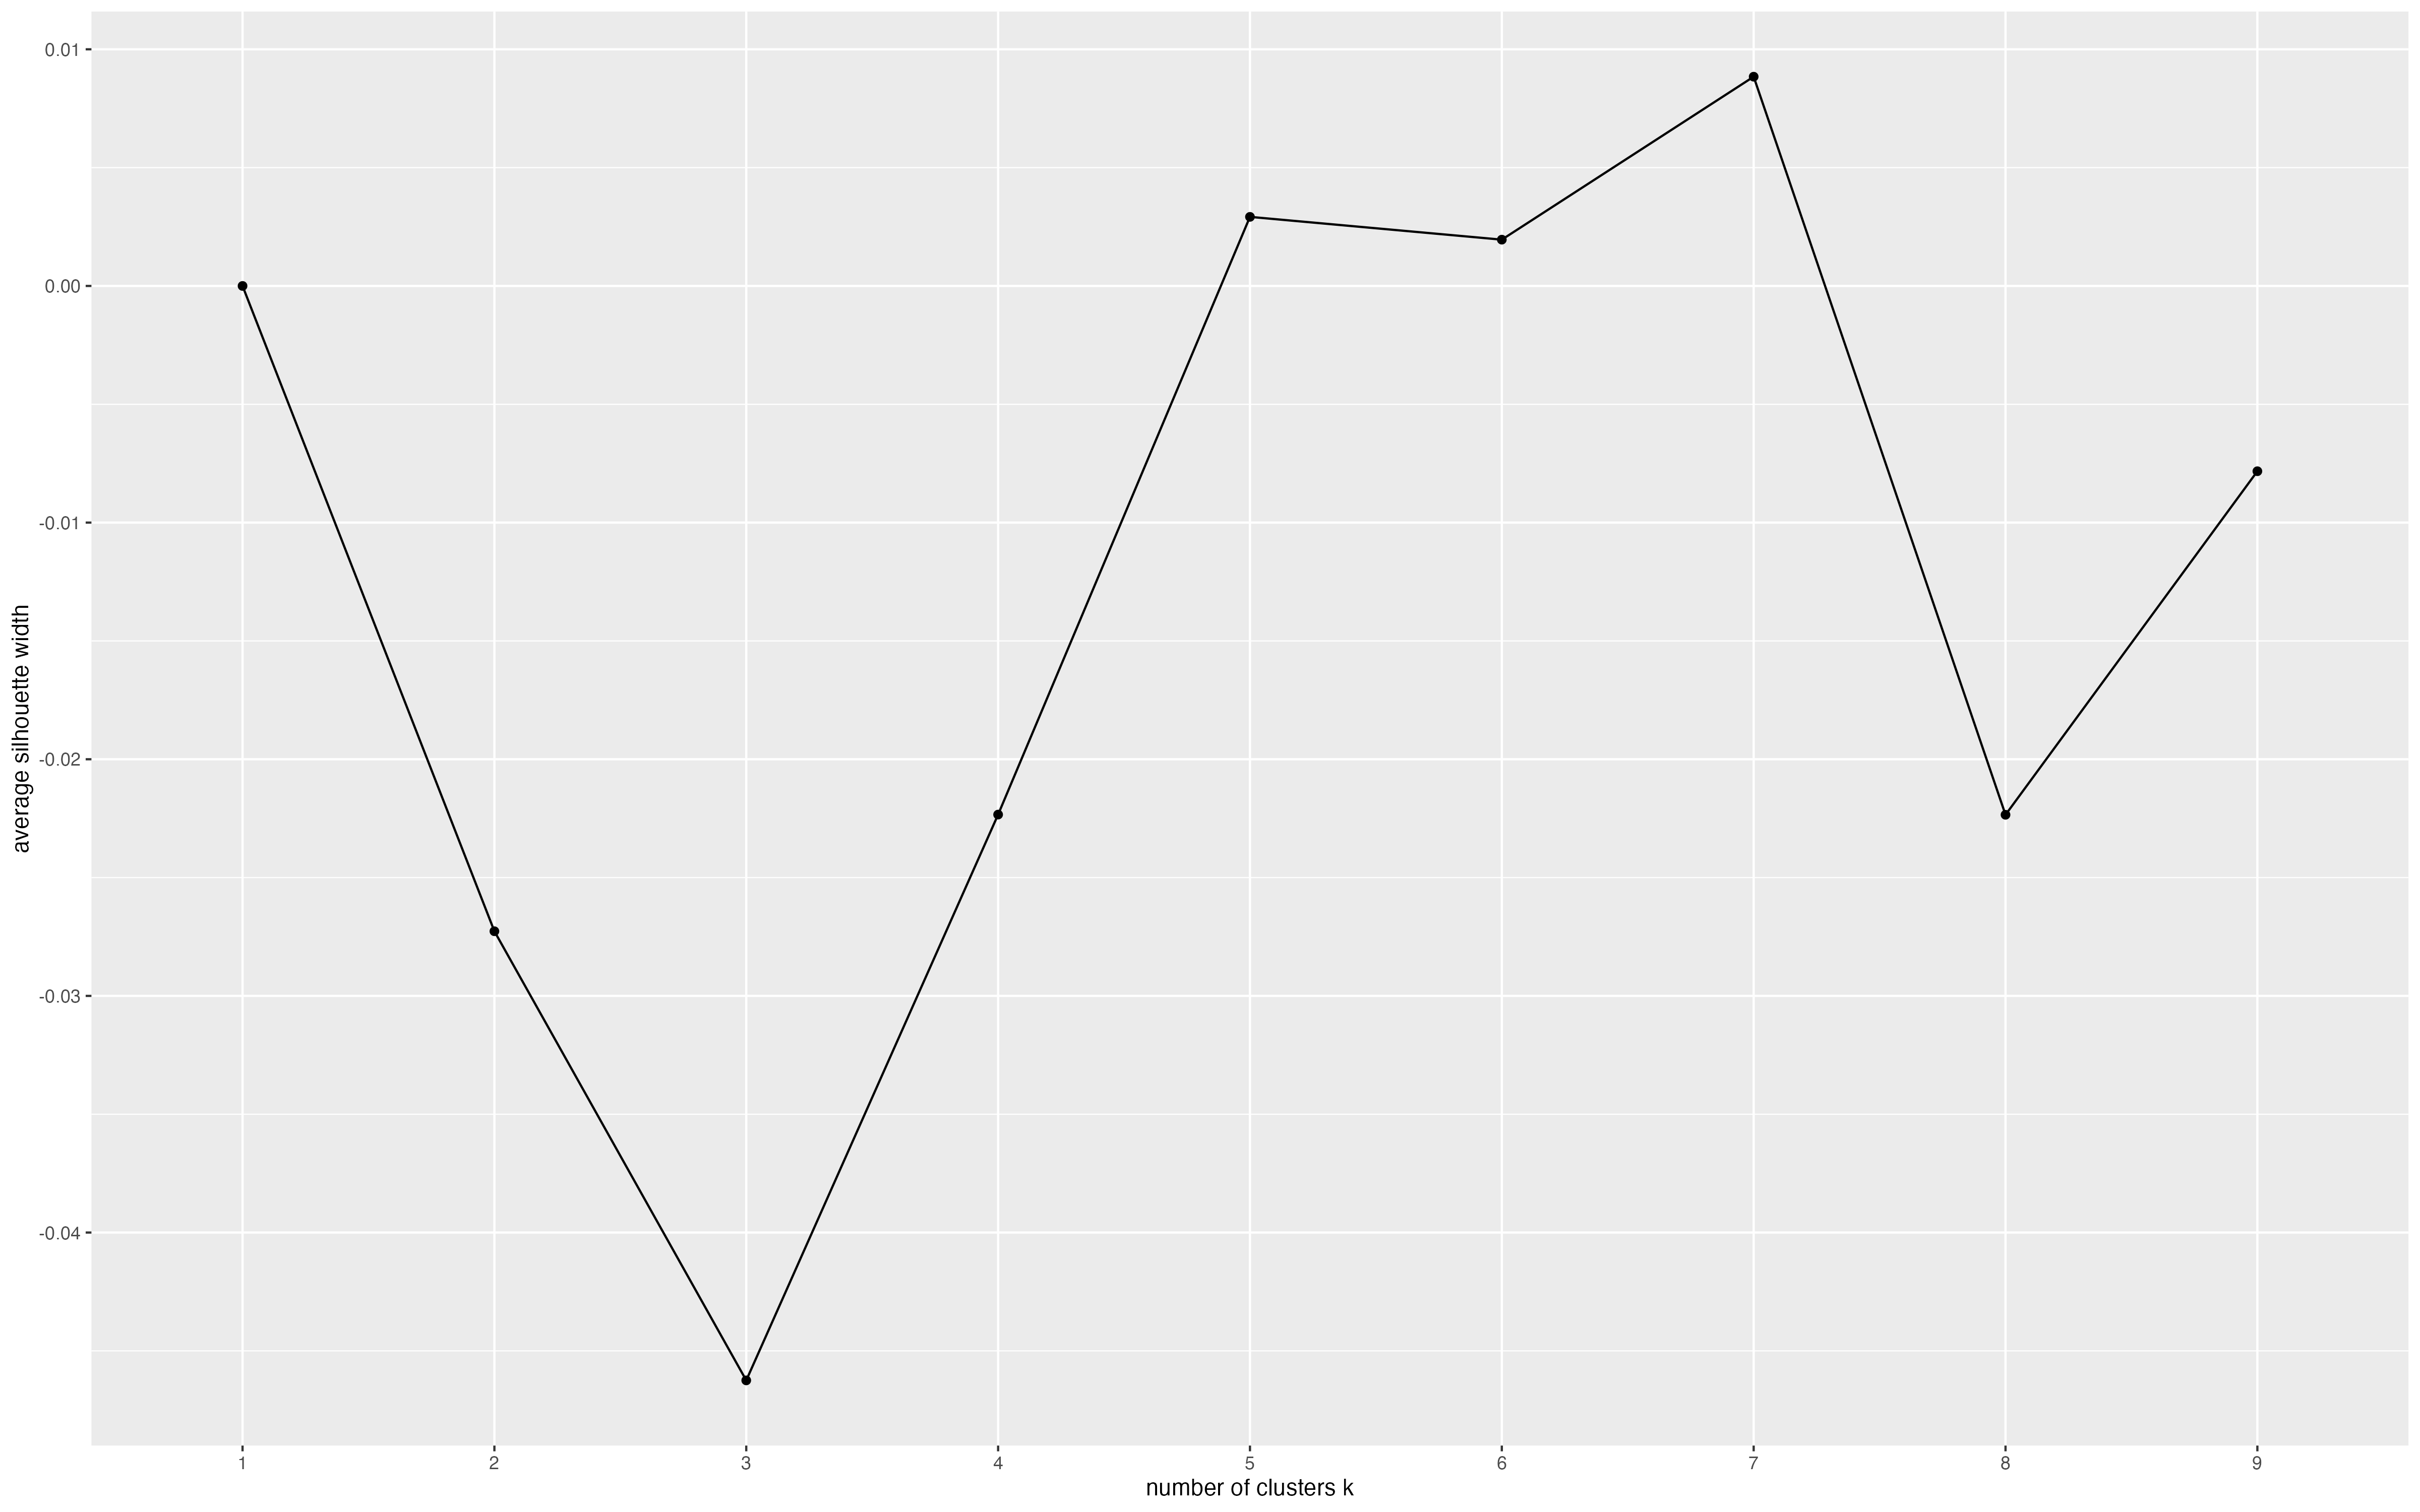 0.01
0.00
-0.01
-0.02
-0.03
-0.04
average silhouette width
1 2 3 4 5 6 7 8 9
number of clusters k